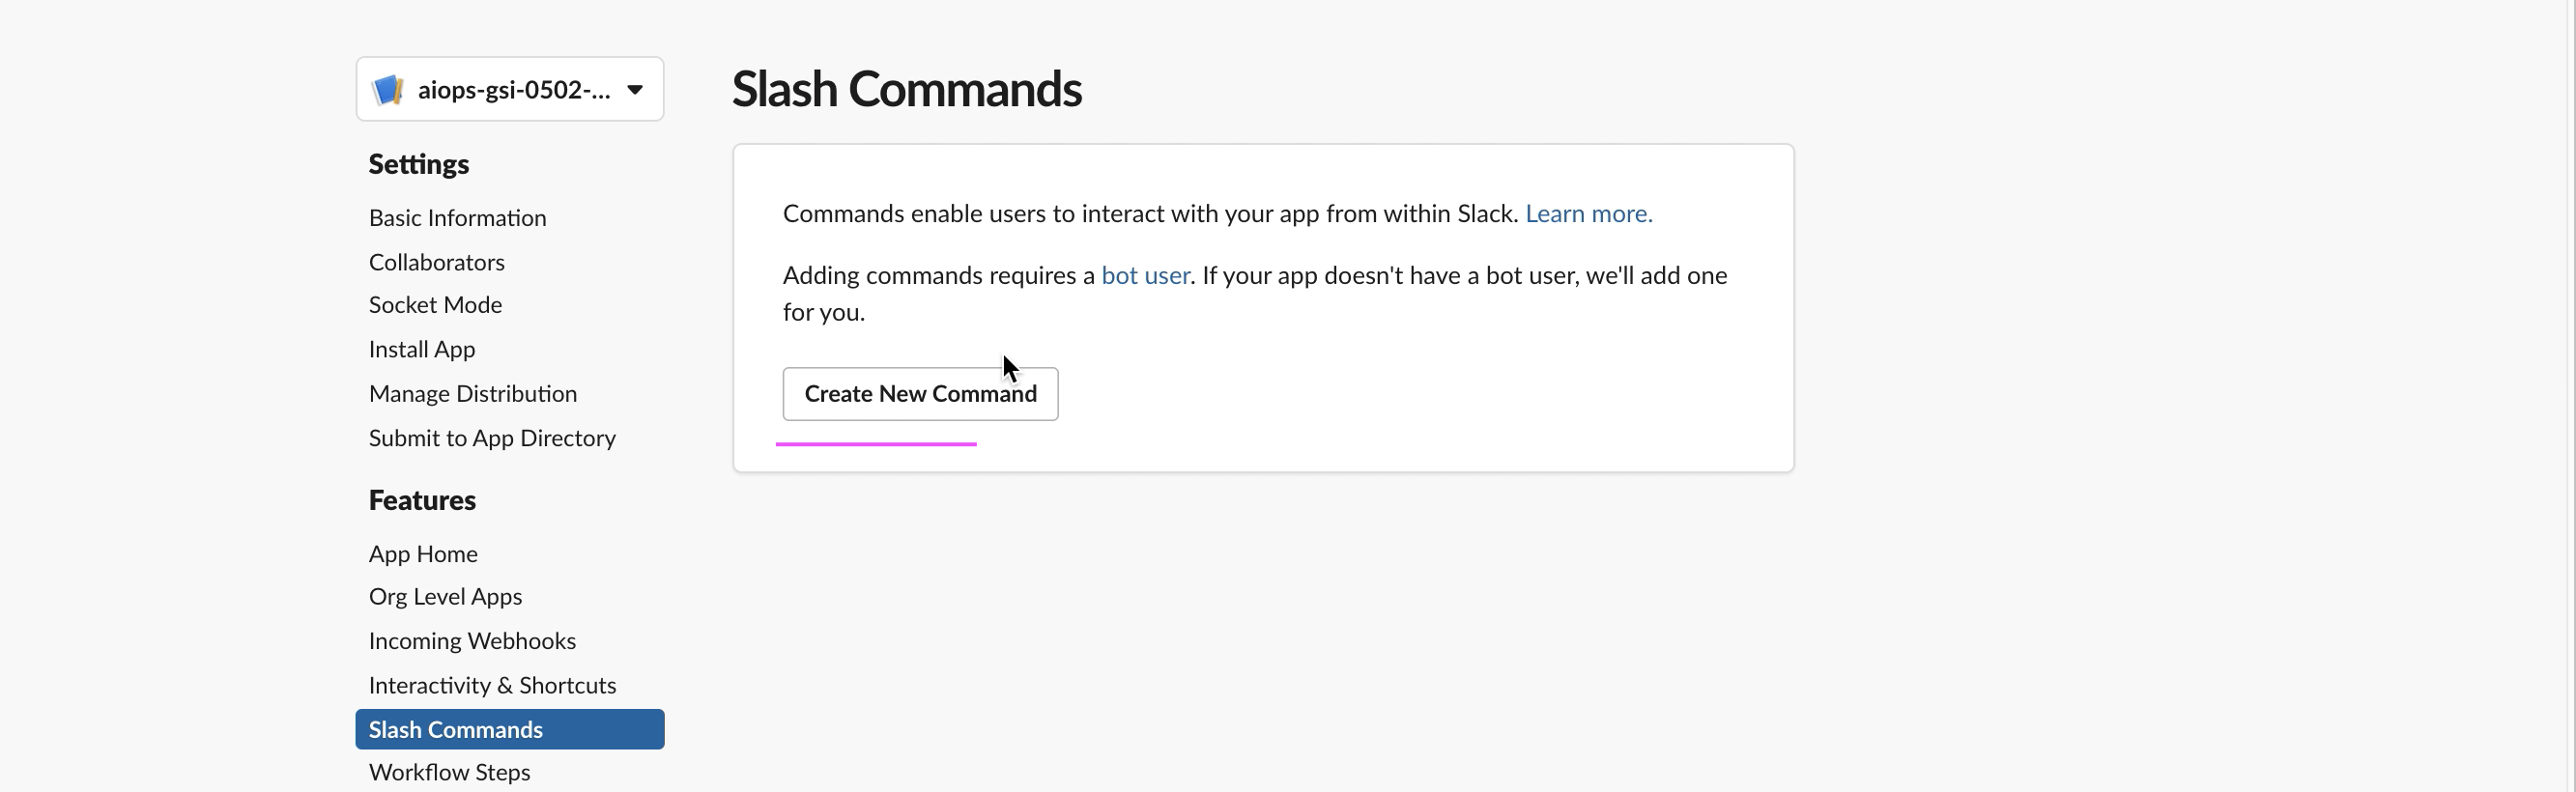 aiops-gsi-0502-...
Settings
Basic Information
Collaborators
Socket Mode
Install App
Manage Distribution
Submit to App Directory
Features
App Home
Org Level Apps
Incoming Webhooks
Interactivity & Shortcuts
Slash Commands
Workflow Steps
Slash Commands
Commands enable users to interact with your app from within Slack. Learn more.
Adding commands requires a bot user. If your app doesn't have a bot user, we'll add one
for you.
Create New Command